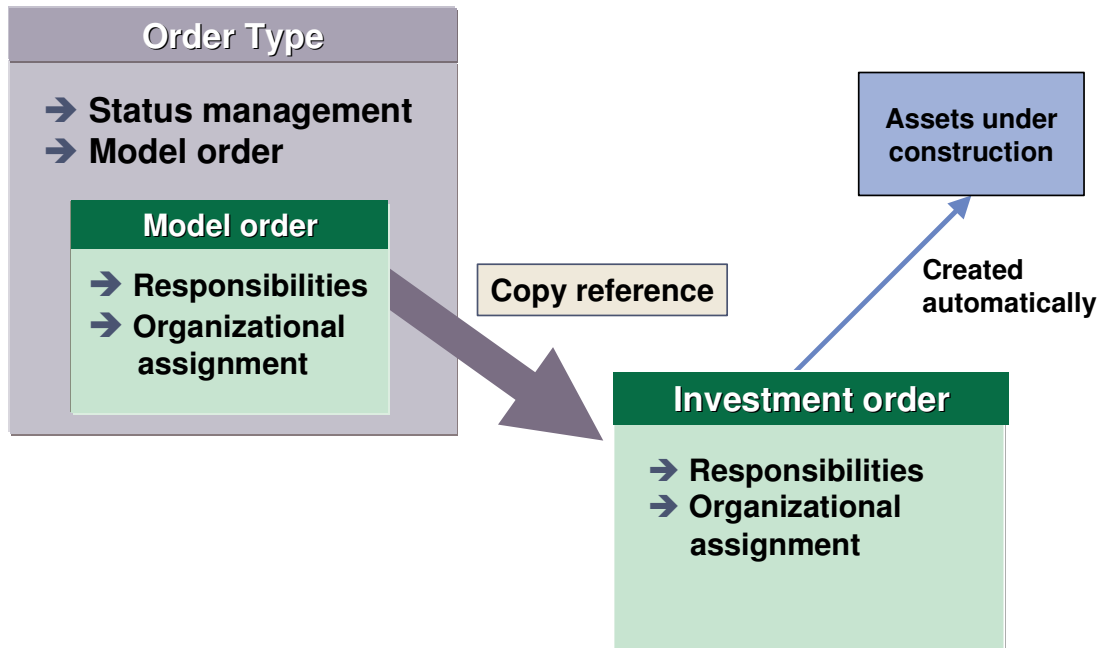 Order Type
→ Status management
→ Model order
Model order
→ Responsibilities
→ Organizational
assignment
Copy reference
Assets under
construction
Created
automatically
Investment order
→ Responsibilities
→ Organizational
assignment